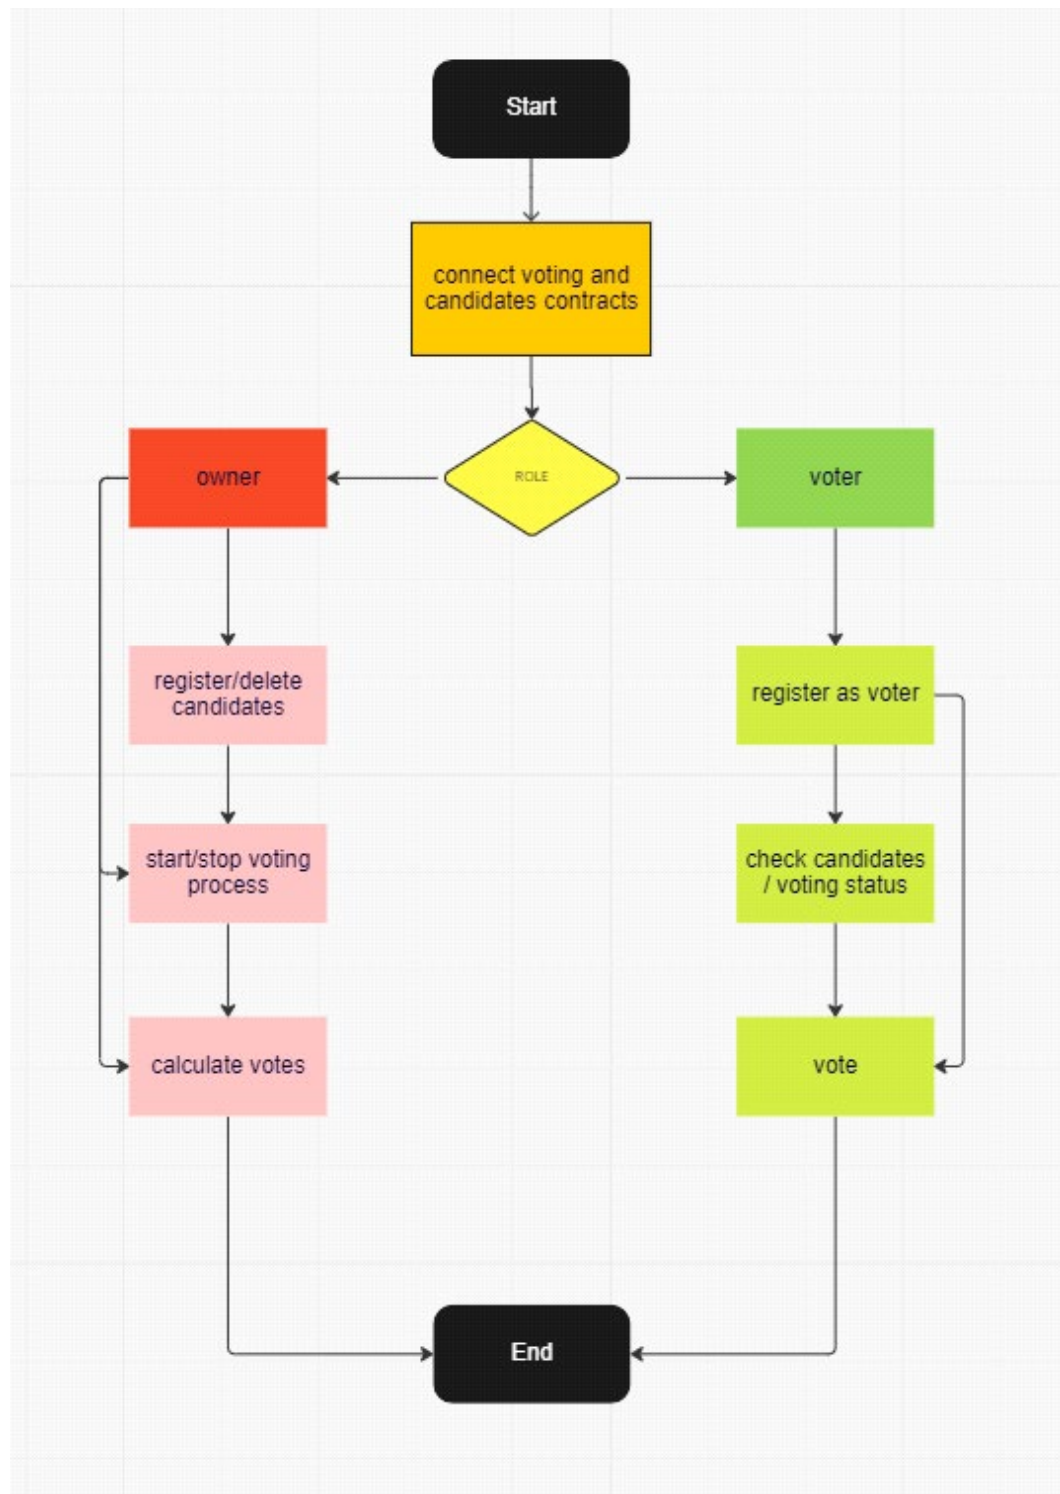 Start
connect voting and
candidates contracts
owner
ROLE
voter
register/delete
candidates
register as voter
start/stop voting
process
check candidates
/ voting status
calculate votes
vote
End